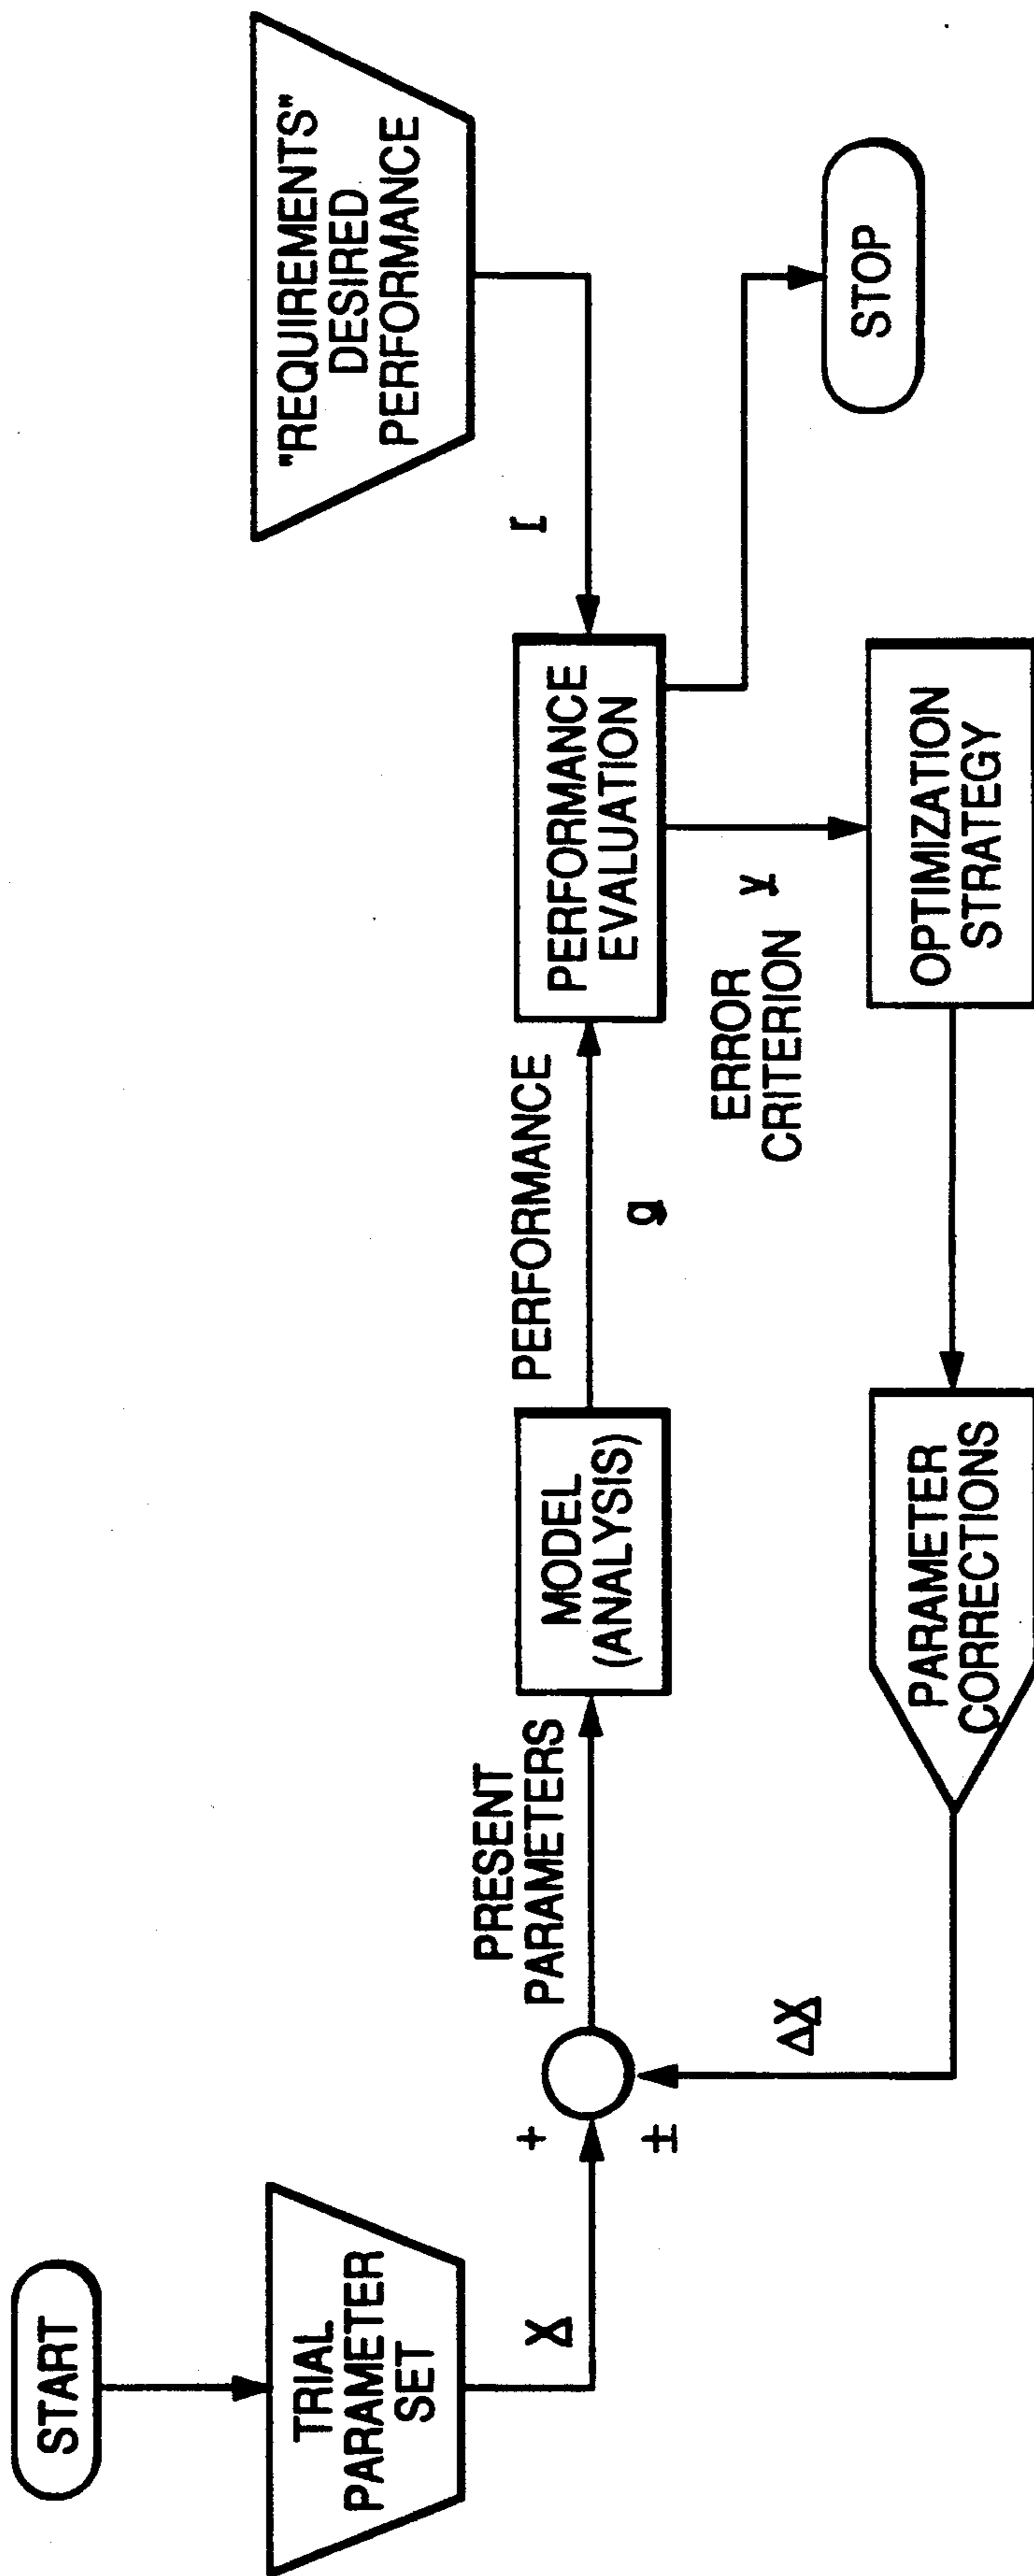 START
TRIAL
PARAMETER
SET
X
+
±
ΔX
PRESENT
PARAMETERS
MODEL
(ANALYSIS)
PERFORMANCE
g
PERFORMANCE
EVALUATION
r
"REQUIREMENTS"
DESIRED
PERFORMANCE
ERROR
CRITERION
y
OPTIMIZATION
STRATEGY
PARAMETER
CORRECTIONS
STOP